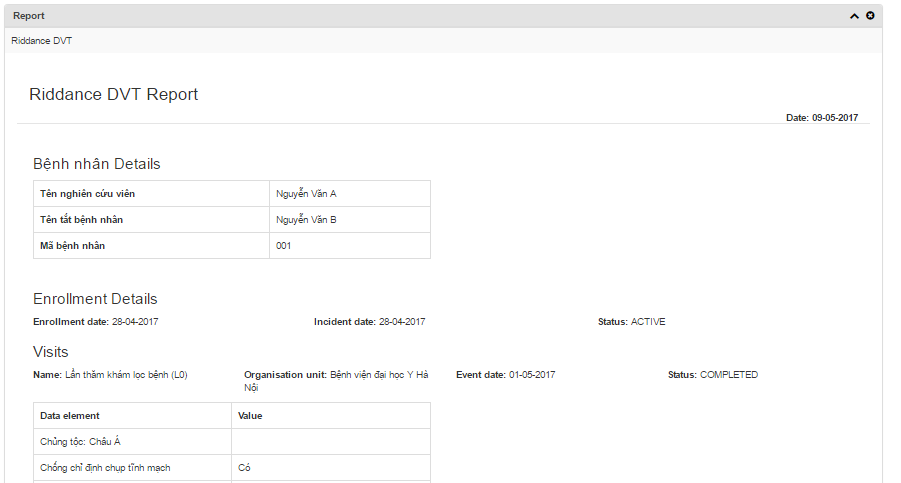 Report
Riddance DVT
Riddance DVT Report
Date: 09-05-2017
Bệnh nhân Details
Tên nghiên cứu viên Nguyễn Văn A
Tên tắt bệnh nhân Nguyễn Văn B
Mã bệnh nhân 001
Enrollment Details
Enrollment date: 28-04-2017 Incident date: 28-04-2017 Status: ACTIVE
Visits
Name: Lần thăm khám lọc bệnh (L0) Organisation unit: Bệnh viện đại học Y Hà Event date: 01-05-2017 Status: COMPLETED
Nội
Data element Value
Chủng tộc: Châu Á
Chống chỉ định chụp tĩnh mạch Có